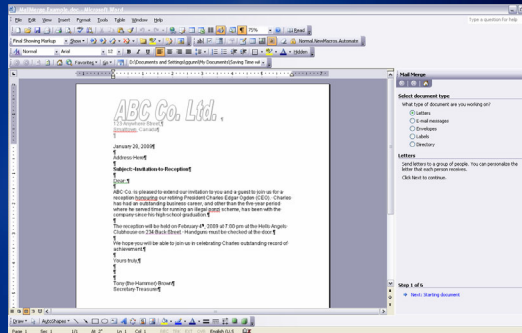 MailMerge Example.doc - Microsoft Word
File Edit View Insert Format Tools Table Window Help
Type a question for help
75% Read
Final Showing Markup Show Normal.NewMacros.Automate
Normal Arial 12 B I U Hidden
Favorites Go
Mail Merge
Select document type
What type of document are you working on?
Letters
E-mail messages
Envelopes
Labels
Directory
Letters
Send letters to a group of people. You can personalize the
letter that each person receives.
Click Next to continue.
Step 1 of 6
Next: Starting document
ABC Co. Ltd.
123 Anywhere Street¶
Smalltown, Canada¶
¶
January 20, 2009¶
¶
Address Here¶
¶
Subject: Invitation to Reception¶
¶
Dear ¶
¶
ABC Co. is pleased to extend our invitation to you and a guest to join us for a
reception honouring our retiring President Charles Edgar Ogden (CEO). Charles
has had an outstanding business career, and other than the five-year period
where he served time for running an illegal ponzi scheme, has been with the
company since his high school graduation.¶
¶
The reception will be held on February 4th, 2009 at 7:00 pm at the Hells Angels
Clubhouse on 234 Back Street. Handguns must be checked at the door.¶
¶
We hope you will be able to join us in celebrating Charles outstanding record of
achievement.¶
¶
Yours truly,¶
¶
¶
¶
Tony (the Hammer) Brown¶
Secretary-Treasurer¶
Draw AutoShapes
Page 1 Sec 1 1/1 At 1" Ln 1 Col 1 English (U.S.)